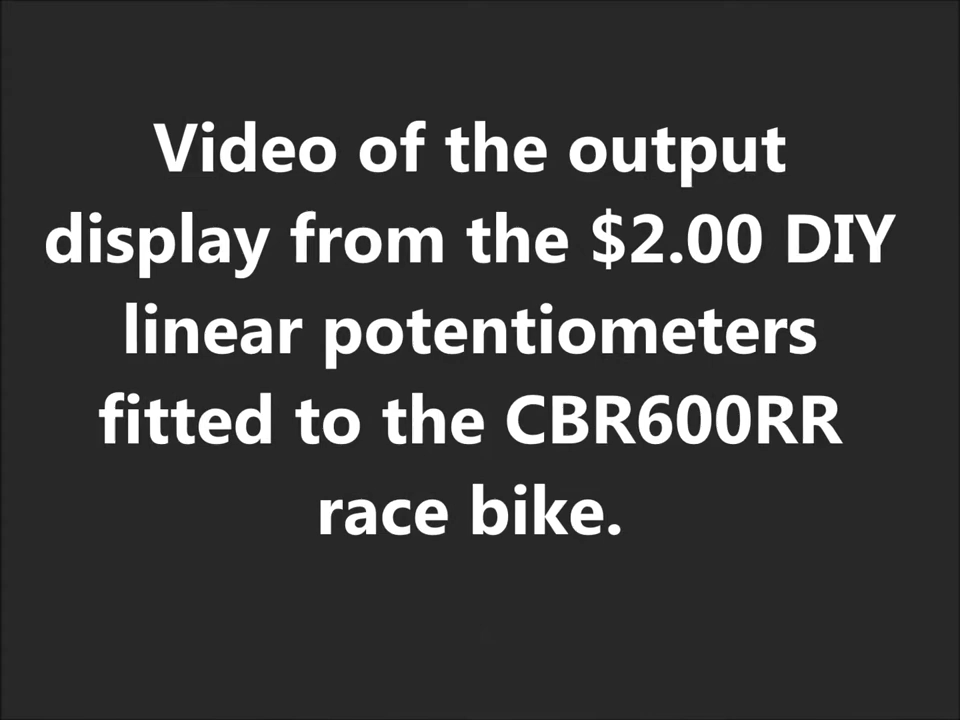 Video of the output
display from the $2.00 DIY
linear potentiometers
fitted to the CBR600RR
race bike.